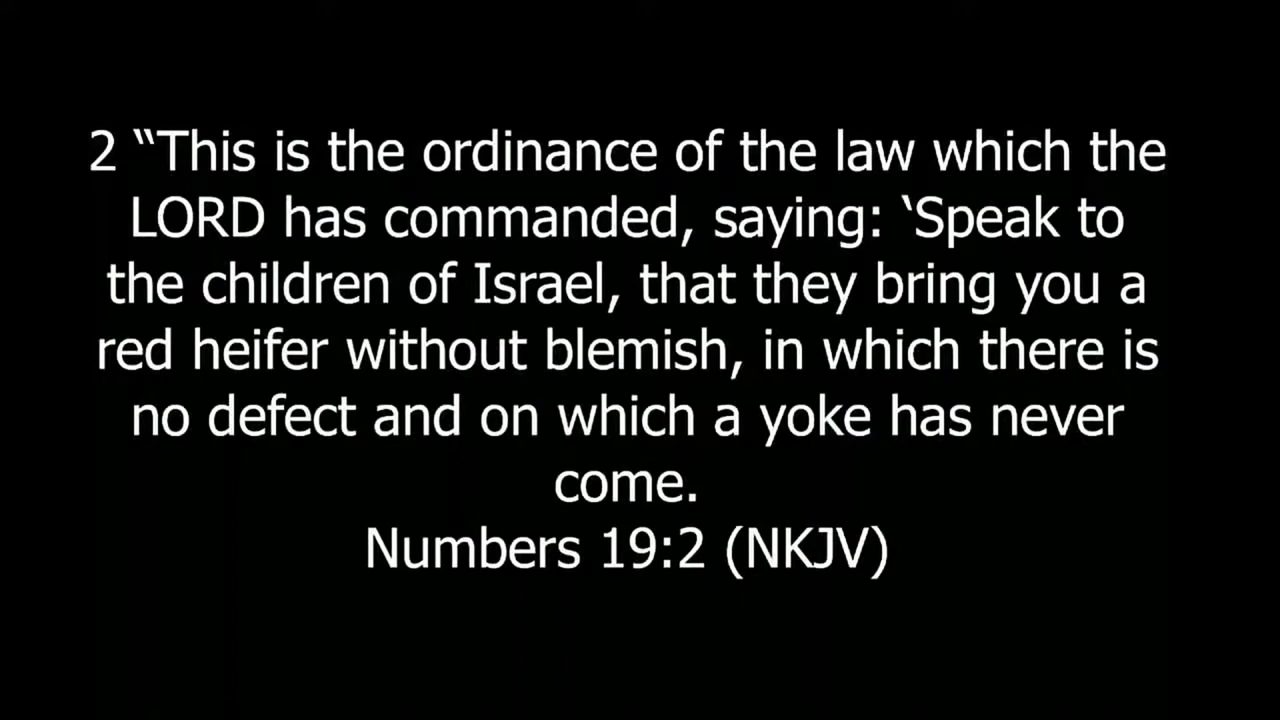 2 “This is the ordinance of the law which the
LORD has commanded, saying: ‘Speak to
the children of Israel, that they bring you a
red heifer without blemish, in which there is
no defect and on which a yoke has never
come.
Numbers 19:2 (NKJV)